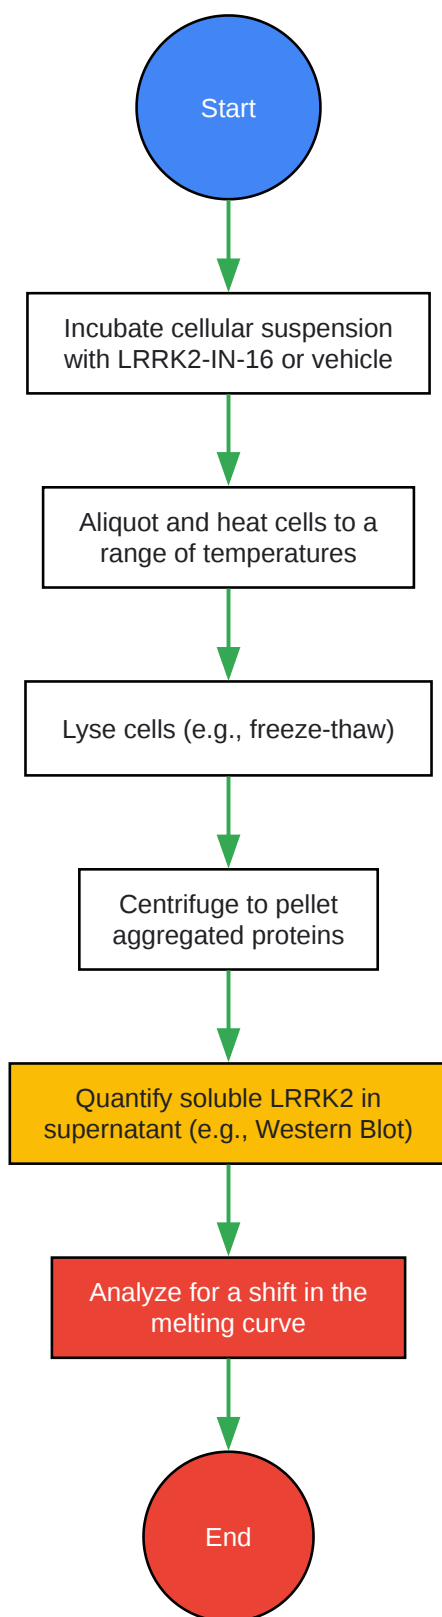 Start
Incubate cellular suspension
with LRRK2-IN-16 or vehicle
Aliquot and heat cells to a
range of temperatures
Lyse cells (e.g., freeze-thaw)
Centrifuge to pellet
aggregated proteins
Quantify soluble LRRK2 in
supernatant (e.g., Western Blot)
Analyze for a shift in the
melting curve
End